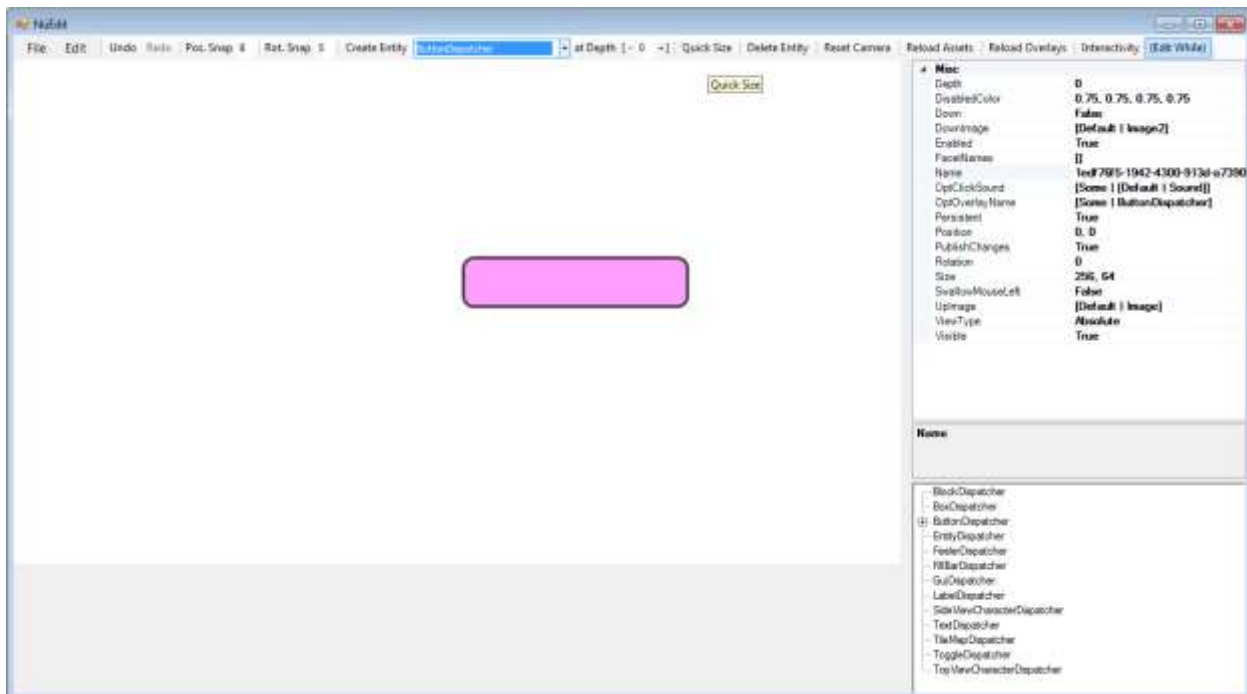 NuEdit
File Edit Undo Redo Pos. Snap 8 Rot. Snap 5 Create Entity ButtonDispatcher at Depth [- 0 +] Quick Size Delete Entity Reset Camera Reload Assets Reload Overlays Interactivity (Edit While)
Quick Size
Misc
Depth 0
DisabledColor 0.75, 0.75, 0.75, 0.75
Down False
DownImage [Default | Image2]
Enabled True
FacetNames []
Name
OptClickSound [Some | [Default | Sound]]
OptOverlayName [Some | ButtonDispatcher]
Persistent True
Position 0, 0
PublishChanges True
Rotation 0
Size 256, 64
SwallowMouseLeft False
UpImage [Default | Image]
ViewType Absolute
Visible True
Name
BlockDispatcher
BoxDispatcher
ButtonDispatcher
EntityDispatcher
FeelerDispatcher
FillBarDispatcher
GuiDispatcher
LabelDispatcher
SideViewCharacterDispatcher
TextDispatcher
TileMapDispatcher
ToggleDispatcher
TopViewCharacterDispatcher